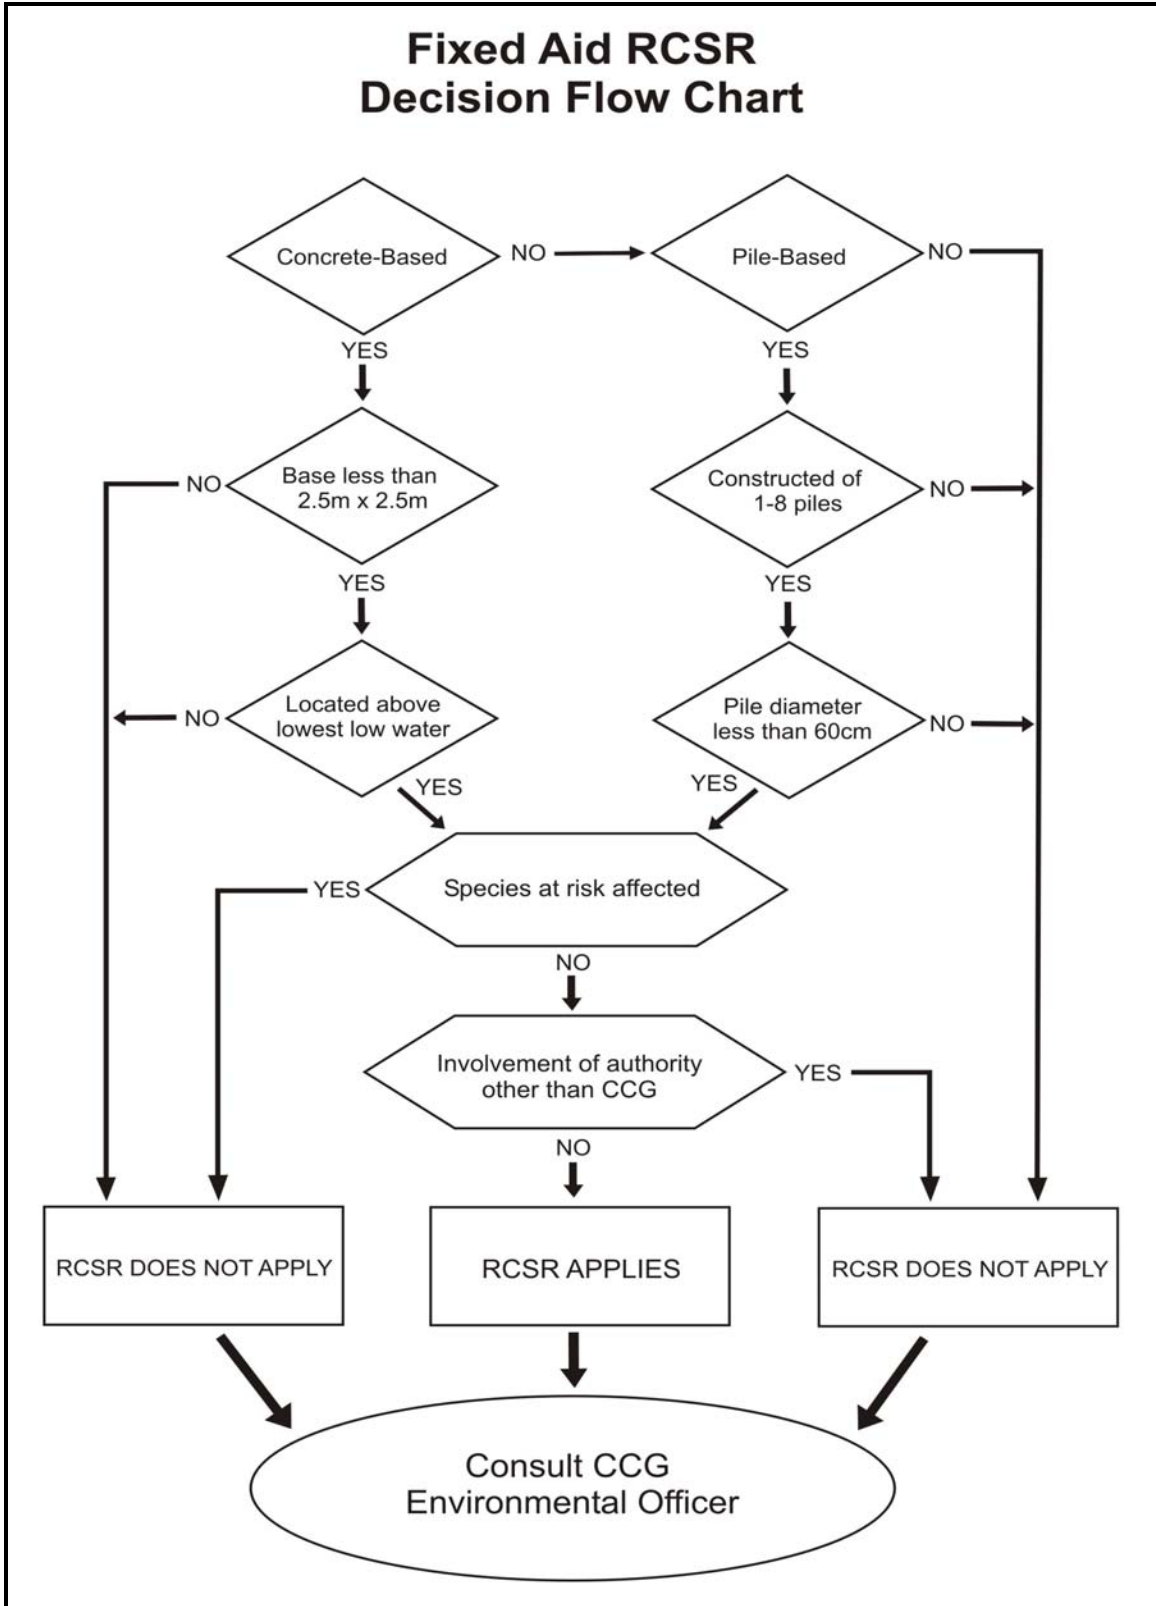 Fixed Aid RCSR
Decision Flow Chart
Concrete-Based
NO
Pile-Based
NO
YES
YES
NO
Base less than
2.5m x 2.5m
Constructed of
1-8 piles
NO
YES
YES
NO
Located above
lowest low water
Pile diameter
less than 60cm
NO
YES
YES
YES
Species at risk affected
NO
Involvement of authority
other than CCG
YES
NO
RCSR DOES NOT APPLY
RCSR APPLIES
RCSR DOES NOT APPLY
Consult CCG
Environmental Officer